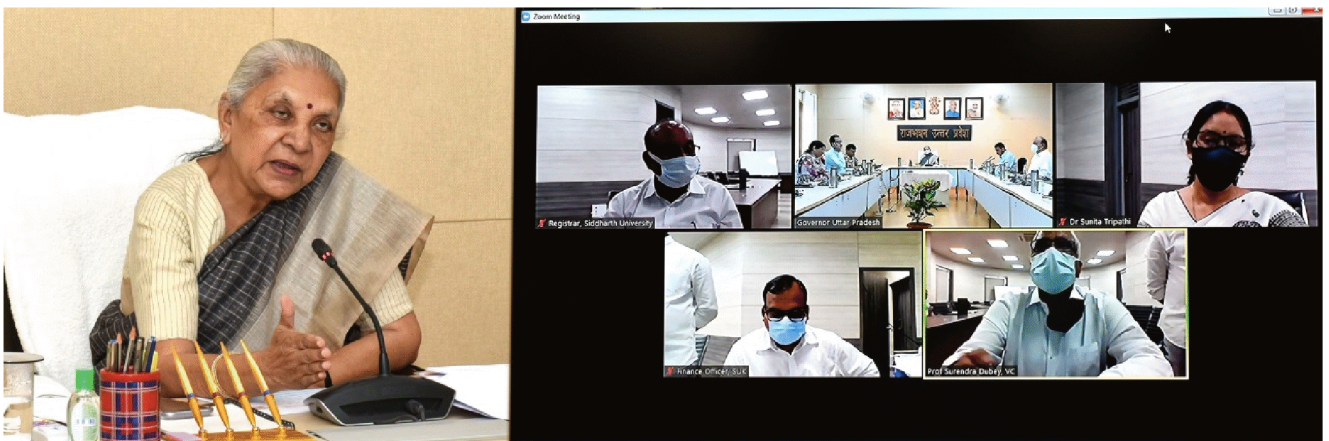 Zoom Meeting
Registrar, Siddharth University
राजभवन उत्तर प्रदेश
Governor Uttar Pradesh
Dr Sunita Tripathi
Finance Officer, SUK
Prof Surendra Dubey, VC